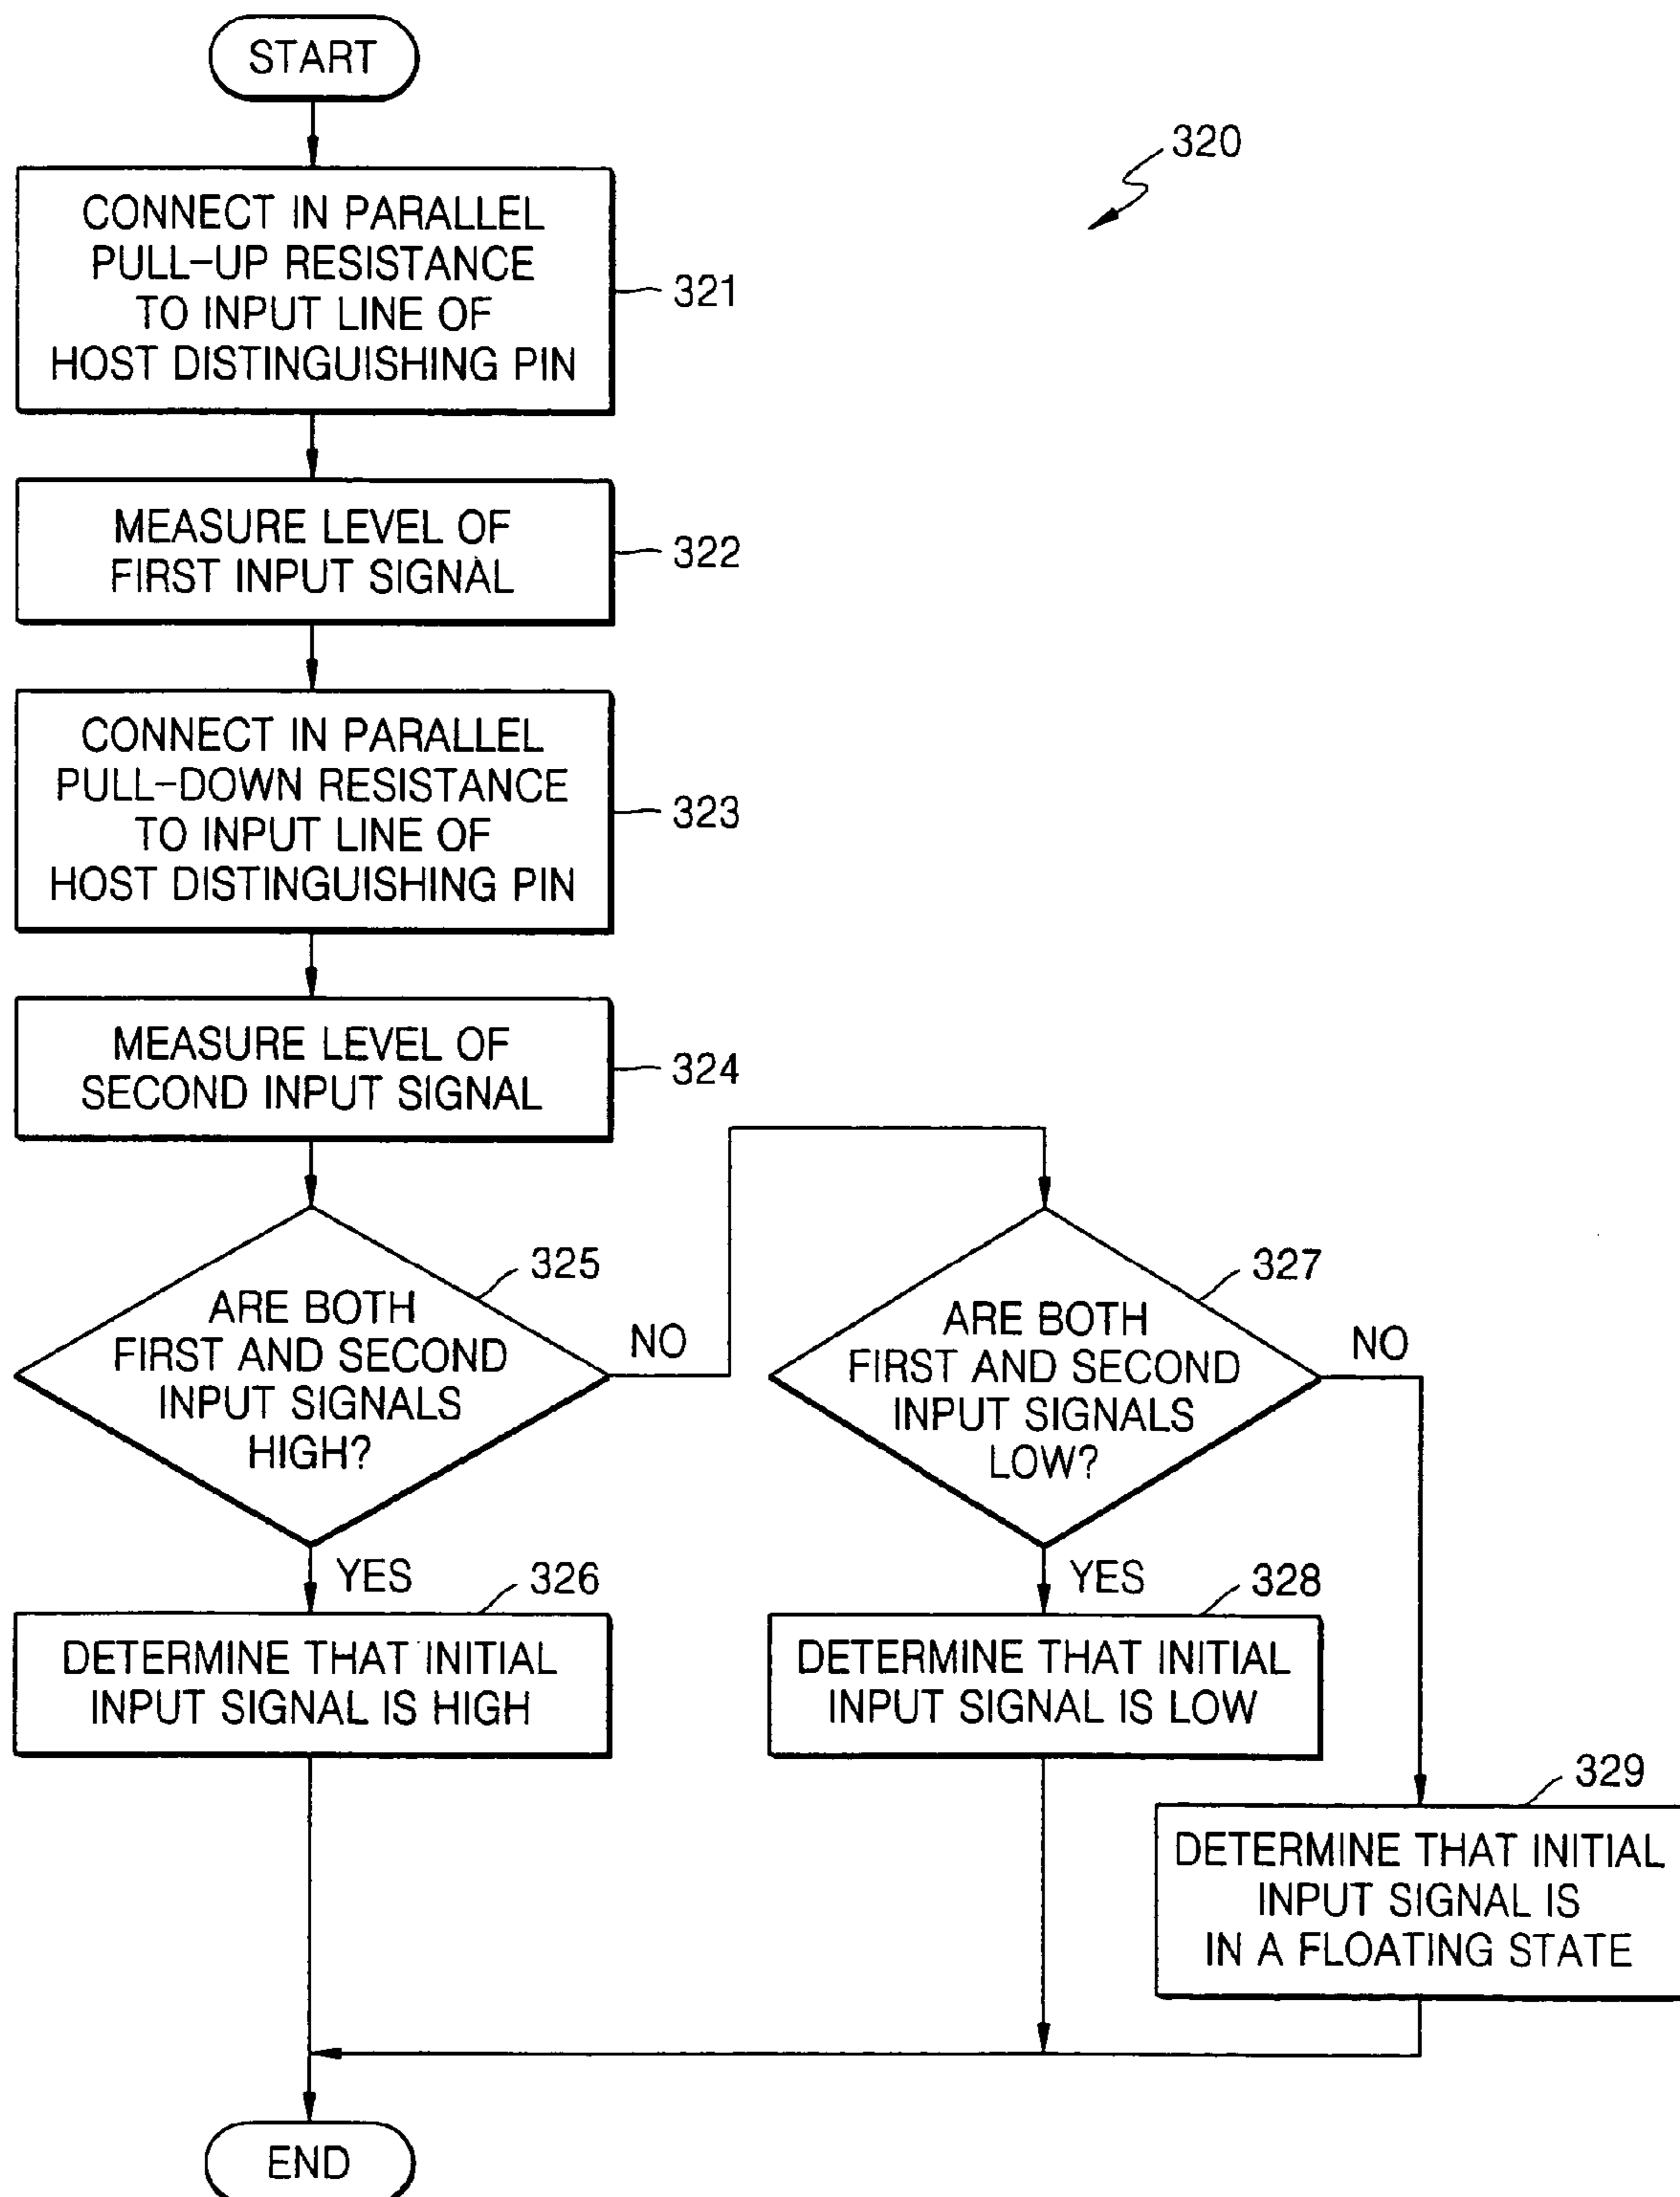 START
320
CONNECT IN PARALLEL
PULL-UP RESISTANCE
TO INPUT LINE OF
HOST DISTINGUISHING PIN
321
MEASURE LEVEL OF
FIRST INPUT SIGNAL
322
CONNECT IN PARALLEL
PULL-DOWN RESISTANCE
TO INPUT LINE OF
HOST DISTINGUISHING PIN
323
MEASURE LEVEL OF
SECOND INPUT SIGNAL
324
325
ARE BOTH
FIRST AND SECOND
INPUT SIGNALS
HIGH?
NO
327
ARE BOTH
FIRST AND SECOND
INPUT SIGNALS
LOW?
NO
YES
326
DETERMINE THAT INITIAL
INPUT SIGNAL IS HIGH
YES
328
DETERMINE THAT INITIAL
INPUT SIGNAL IS LOW
329
DETERMINE THAT INITIAL
INPUT SIGNAL IS
IN A FLOATING STATE
END